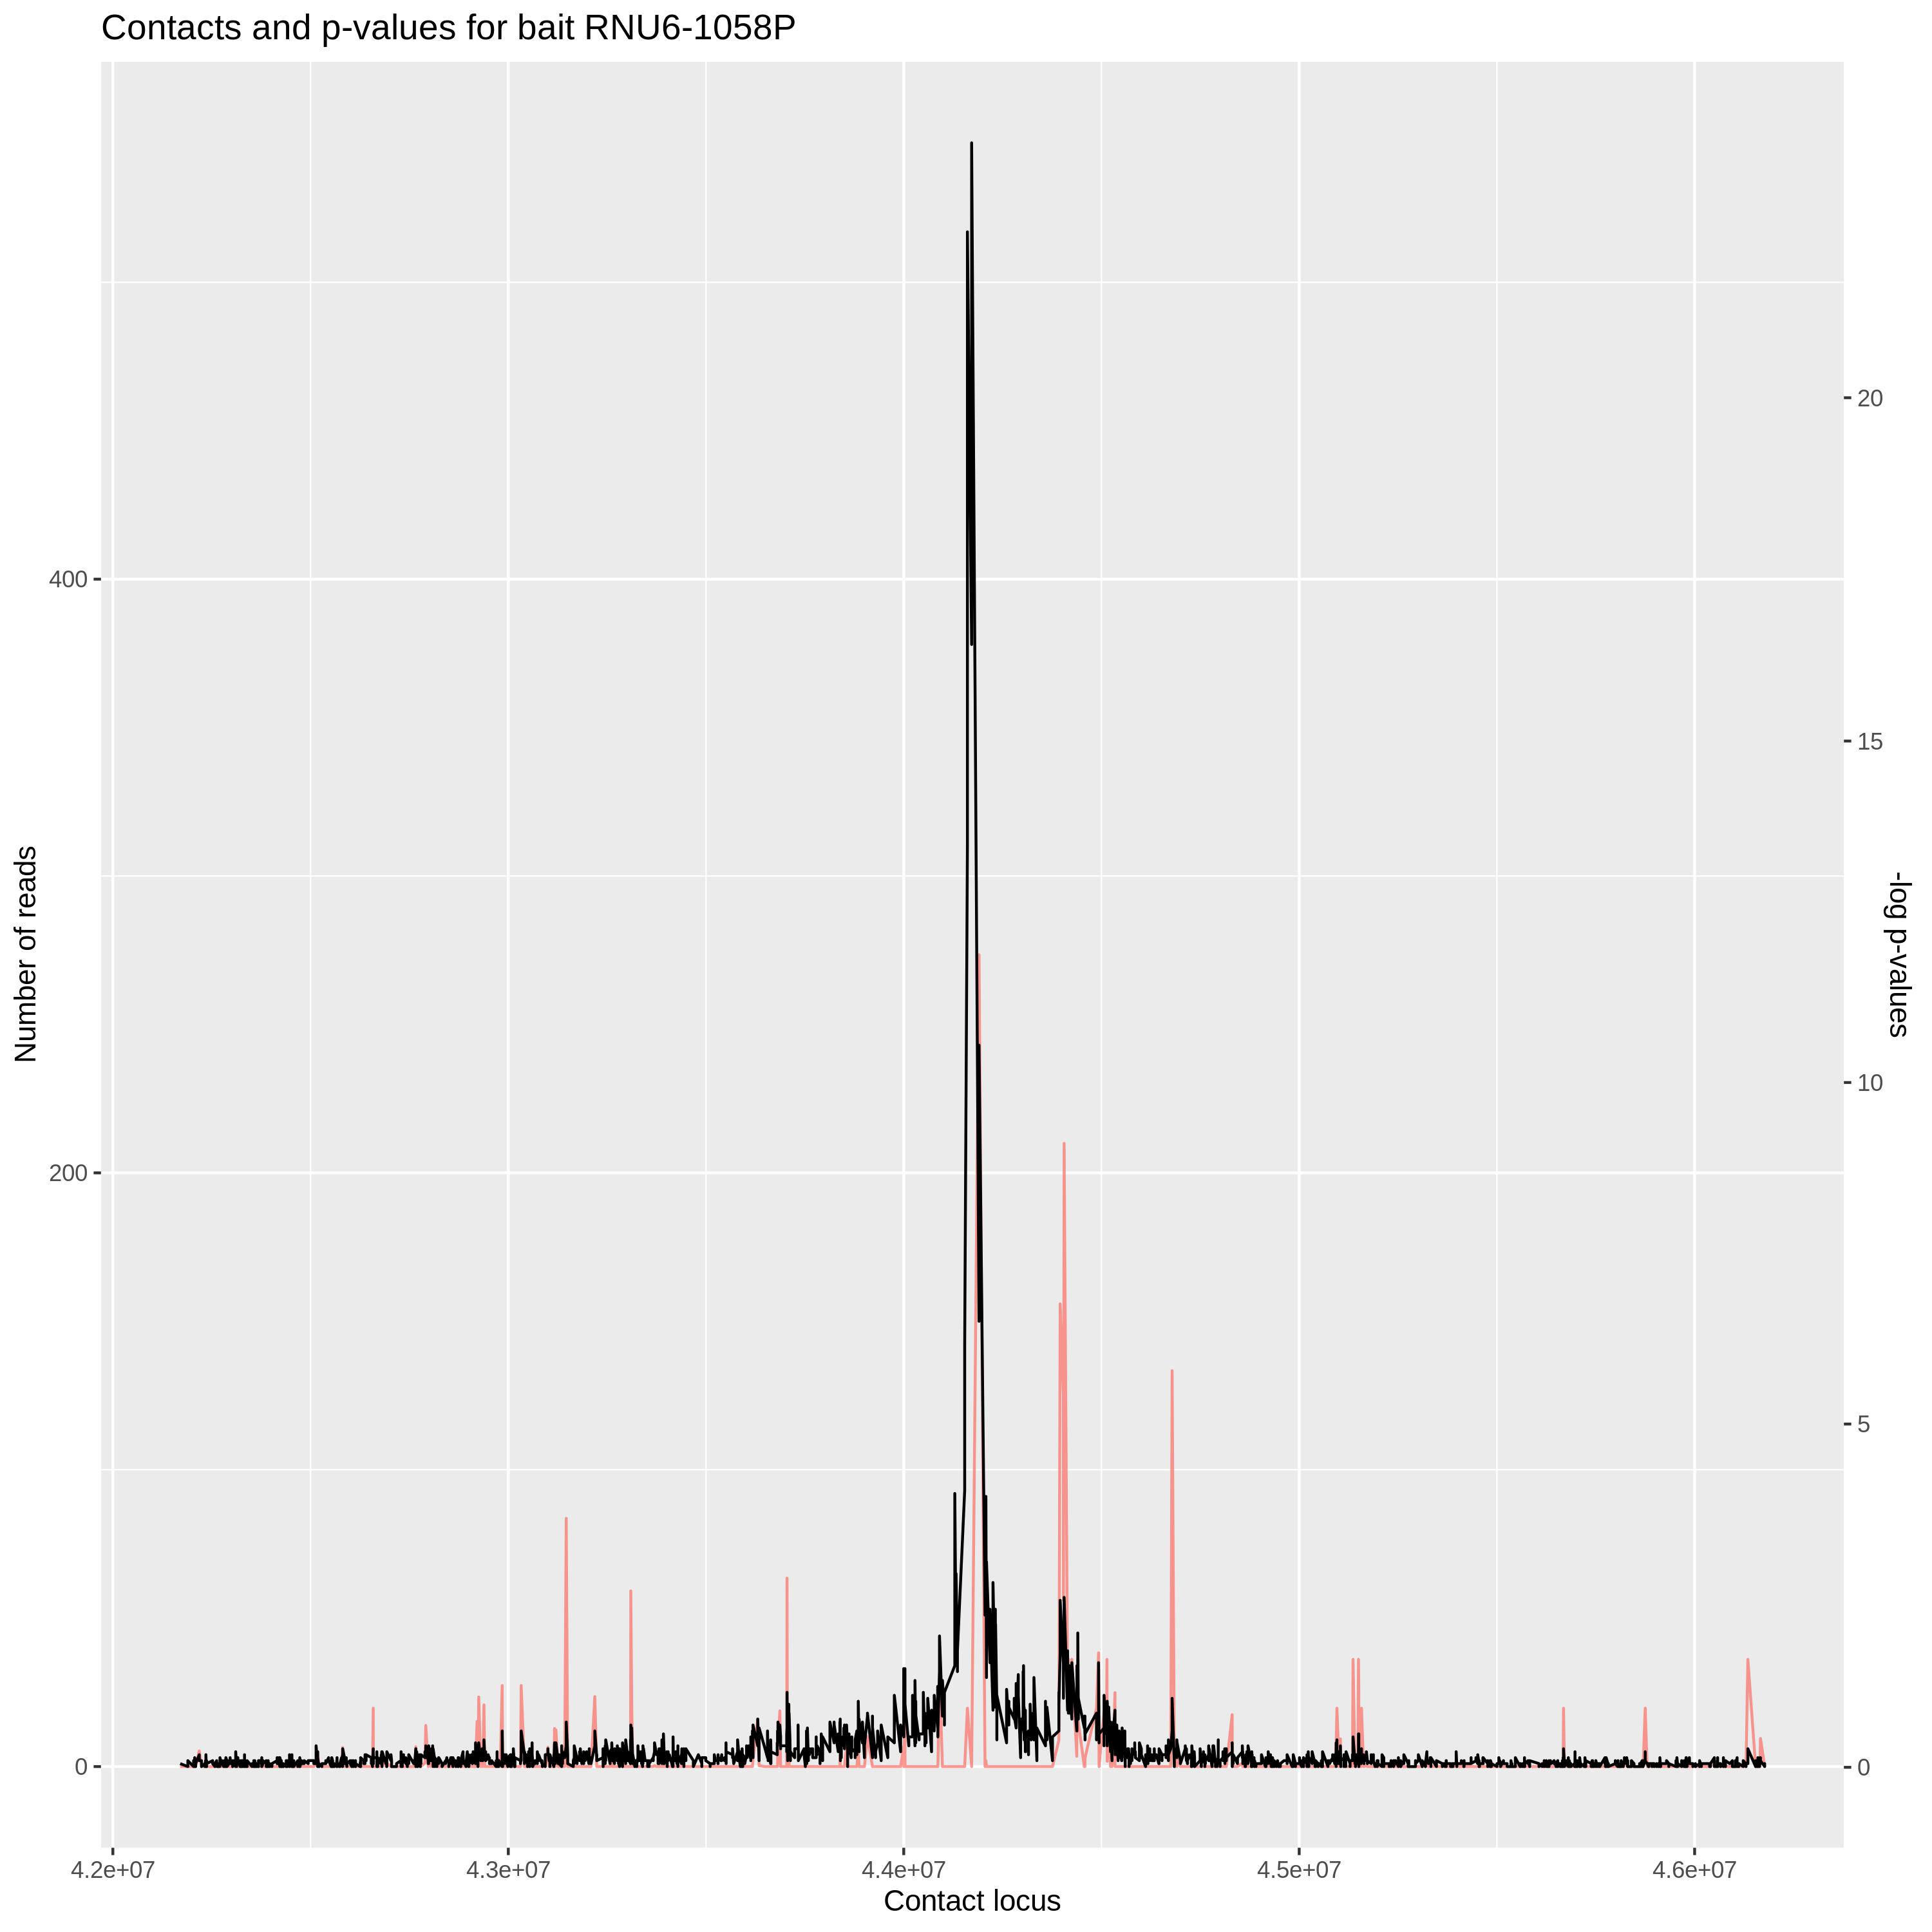 Contacts and p-values for bait RNU6-1058P
Number of reads
400
200
0
20
15
10
5
0
-log p-values
4.2e+07
4.3e+07
4.4e+07
4.5e+07
4.6e+07
Contact locus